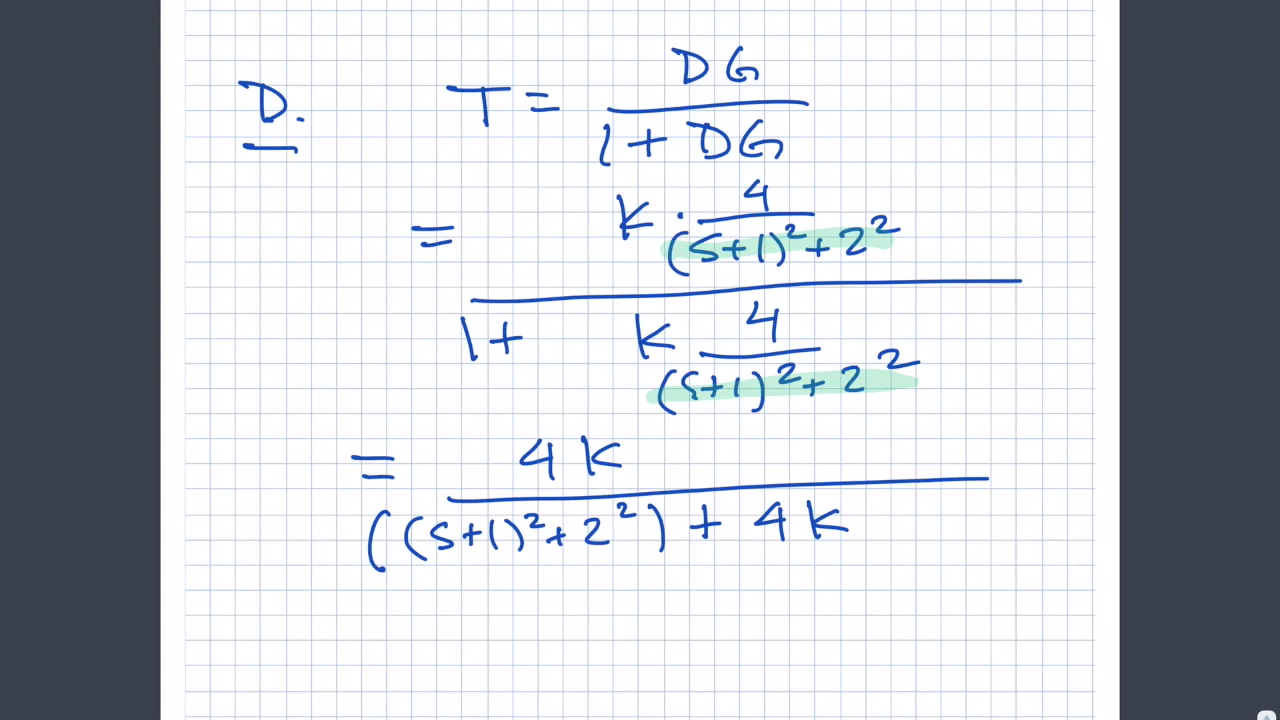 D. T = DG
1 + DG
= K · 4
(s+1)² + 2²
1 + K 4
(s+1)² + 2²
= 4K
((s+1)² + 2²) + 4K